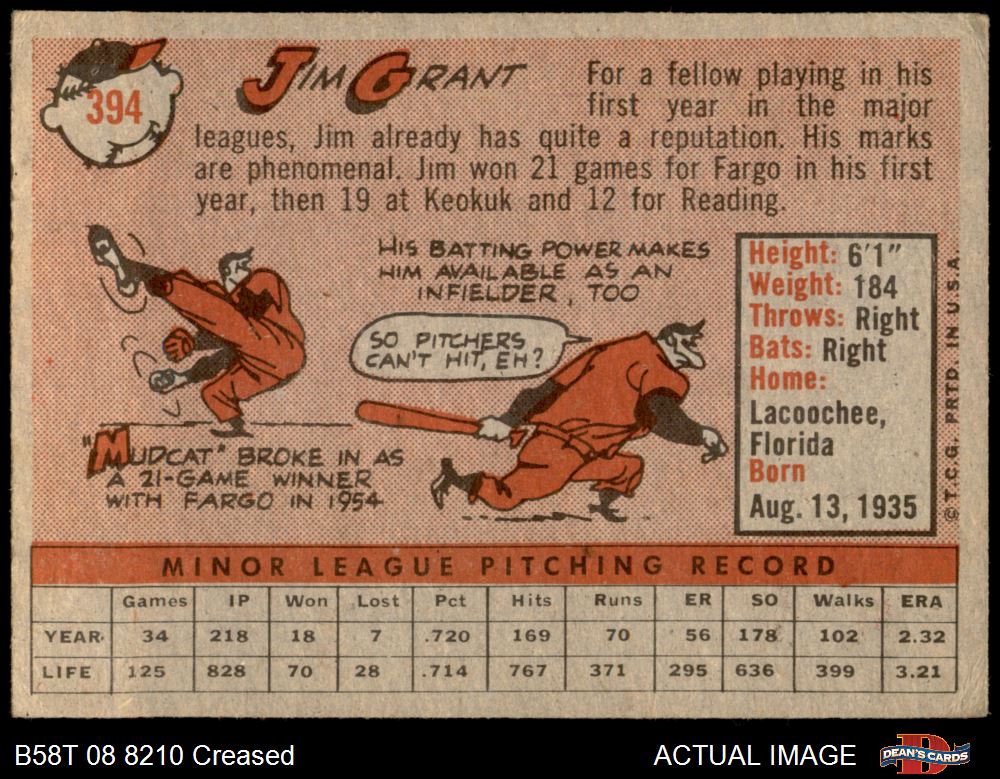 394
JIM GRANT
For a fellow playing in his
first year in the major
leagues, Jim already has quite a reputation. His marks
are phenomenal. Jim won 21 games for Fargo in his first
year, then 19 at Keokuk and 12 for Reading.
HIS BATTING POWER MAKES
HIM AVAILABLE AS AN
INFIELDER, TOO
SO PITCHERS
CAN'T HIT, EH?
"MUDCAT" BROKE IN AS
A 21-GAME WINNER
WITH FARGO IN 1954
Height: 6'1"
Weight: 184
Throws: Right
Bats: Right
Home:
Lacoochee,
Florida
Born
Aug. 13, 1935
© T.C.G. PRTD. IN U.S.A.
MINOR LEAGUE PITCHING RECORD
Games IP Won Lost Pct Hits Runs ER SO Walks ERA
YEAR 34 218 18 7 .720 169 70 56 178 102 2.32
LIFE 125 828 70 28 .714 767 371 295 636 399 3.21
B58T 08 8210 Creased
ACTUAL IMAGE
DEAN'S CARDS